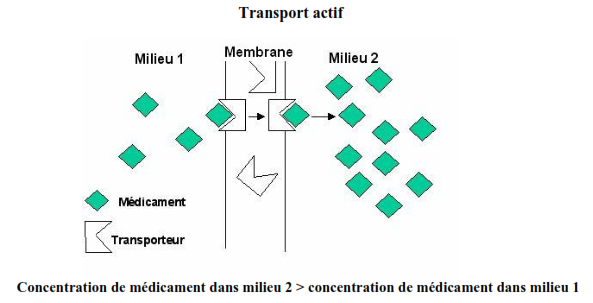 Transport actif
Milieu 1
Membrane
Milieu 2
Médicament
Transporteur
Concentration de médicament dans milieu 2 > concentration de médicament dans milieu 1